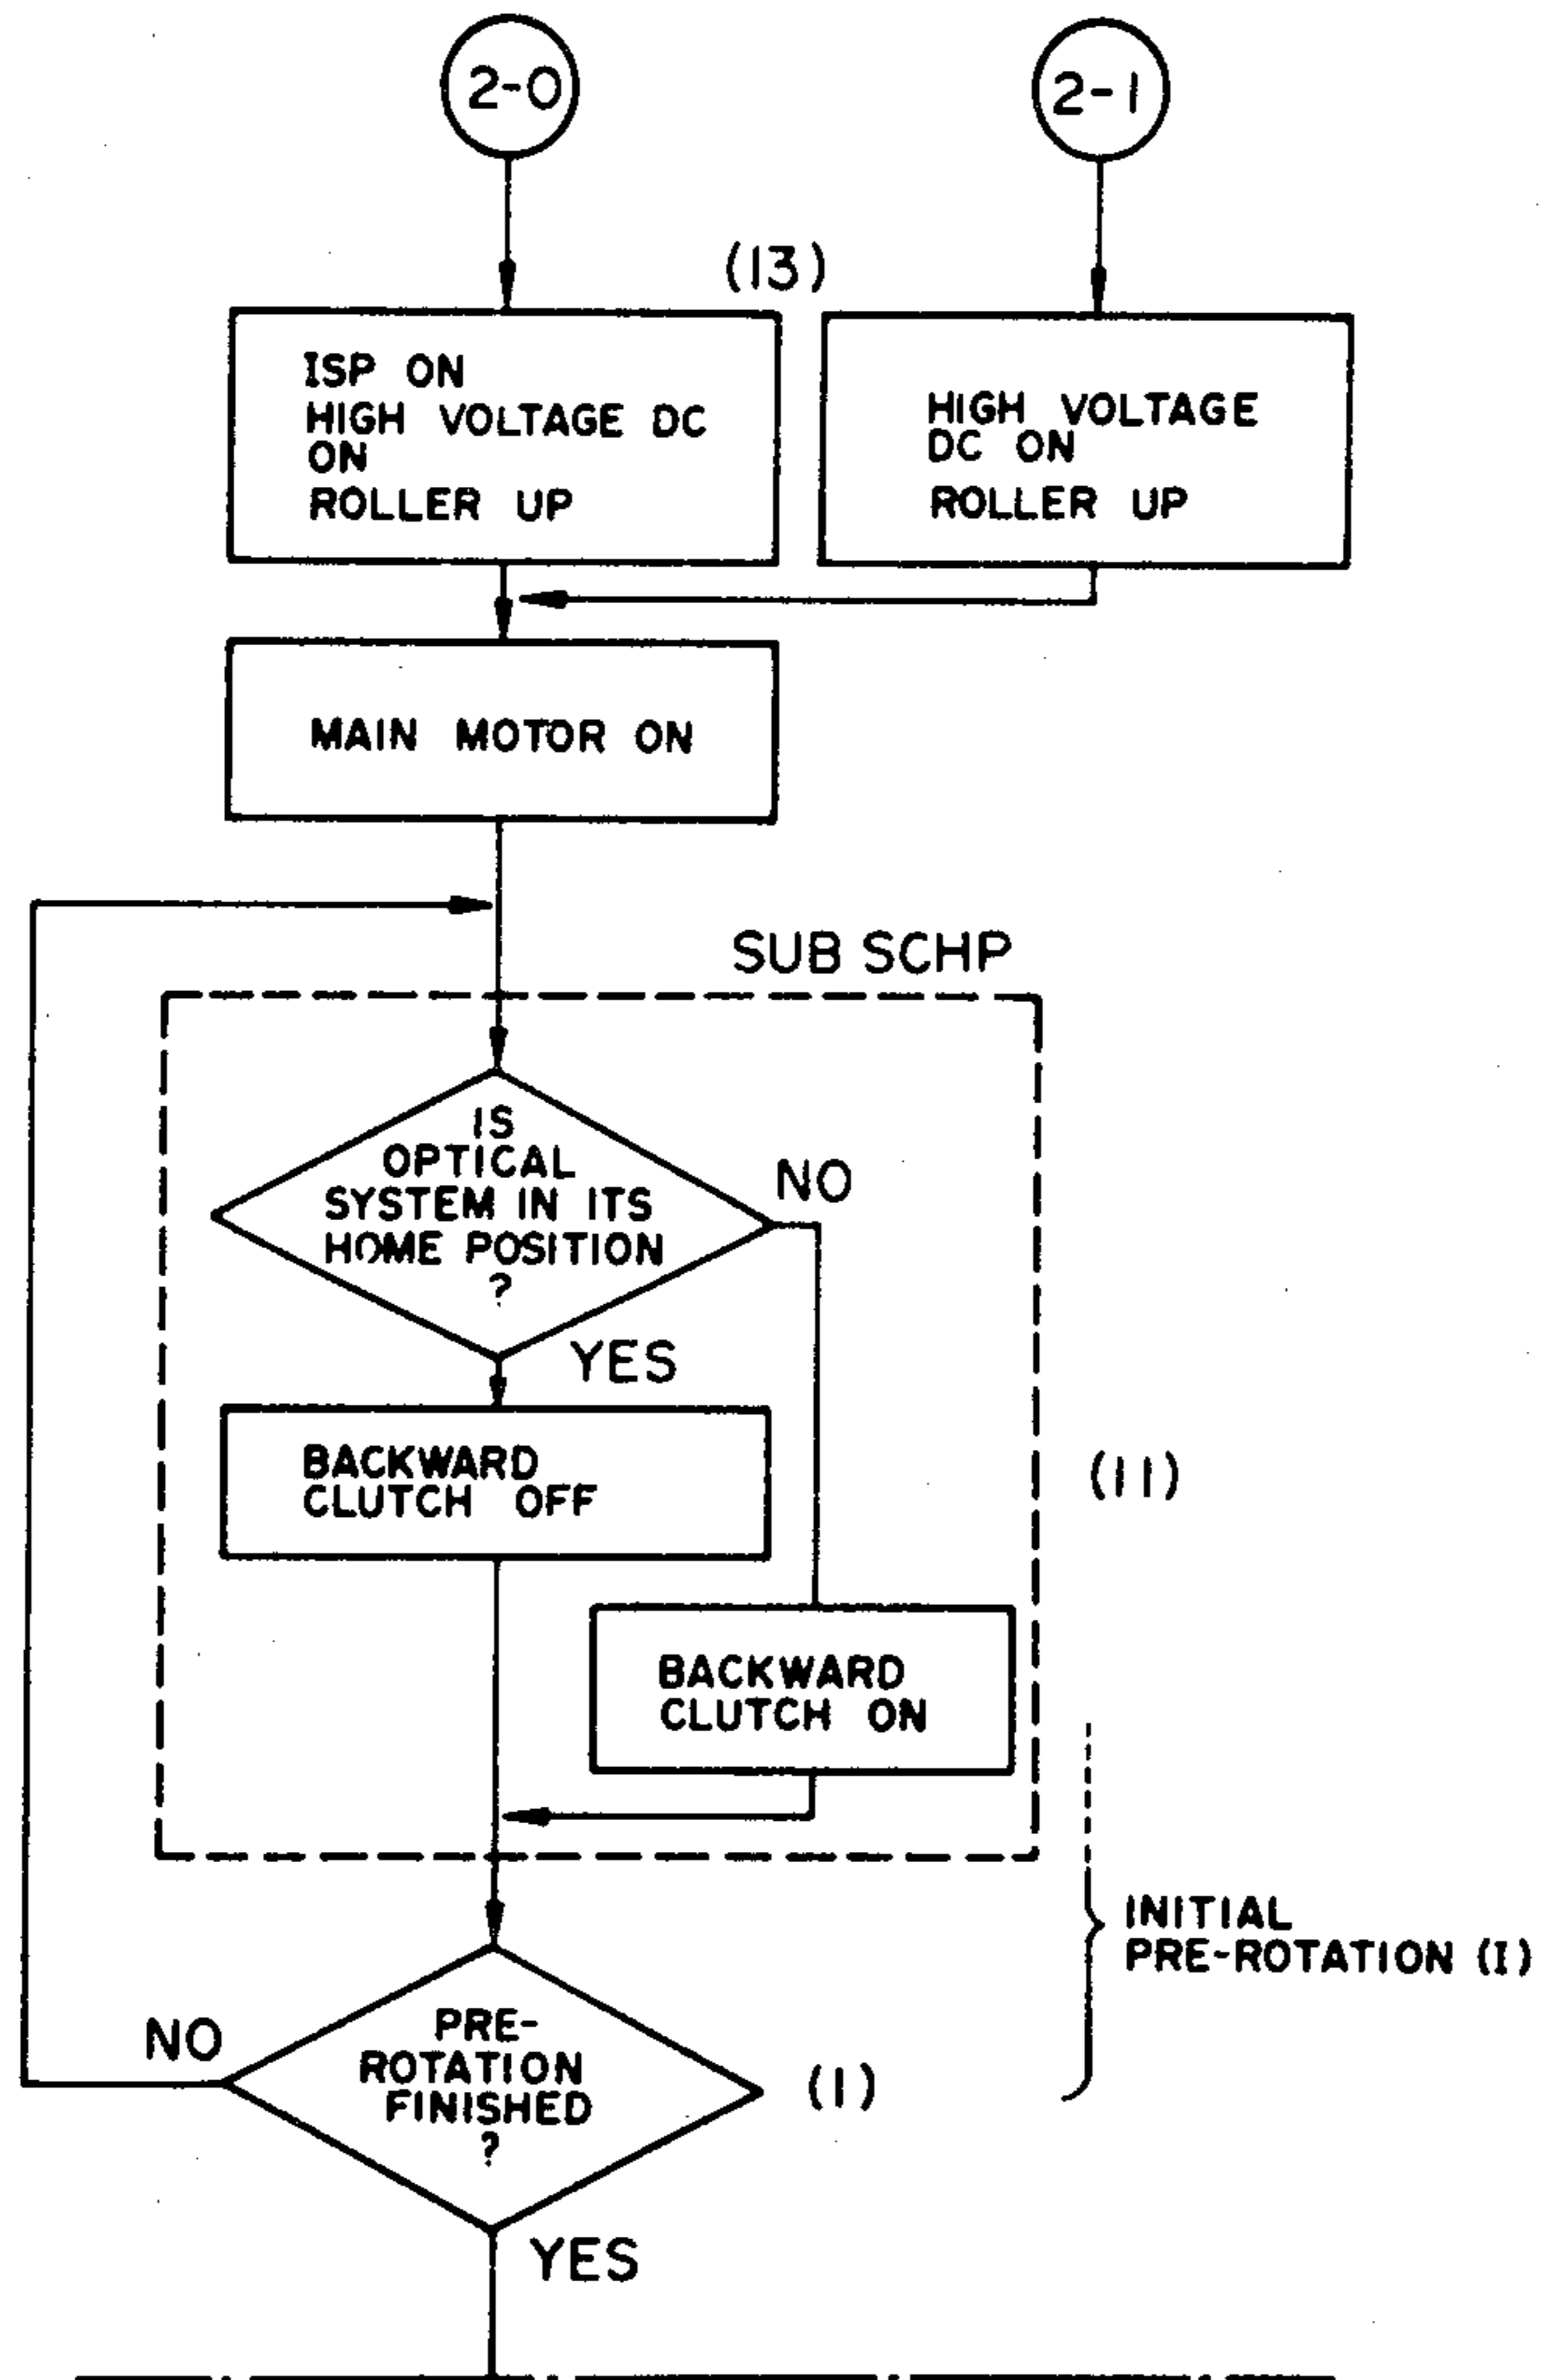 2-0
2-1
(13)
ISP ON
HIGH VOLTAGE DC
ON
ROLLER UP
HIGH VOLTAGE
DC ON
ROLLER UP
MAIN MOTOR ON
SUB SCHP
IS
OPTICAL
SYSTEM IN ITS
HOME POSITION
?
NO
YES
BACKWARD
CLUTCH OFF
(11)
BACKWARD
CLUTCH ON
INITIAL
PRE-ROTATION (I)
NO
PRE-
ROTATION
FINISHED
?
(1)
YES